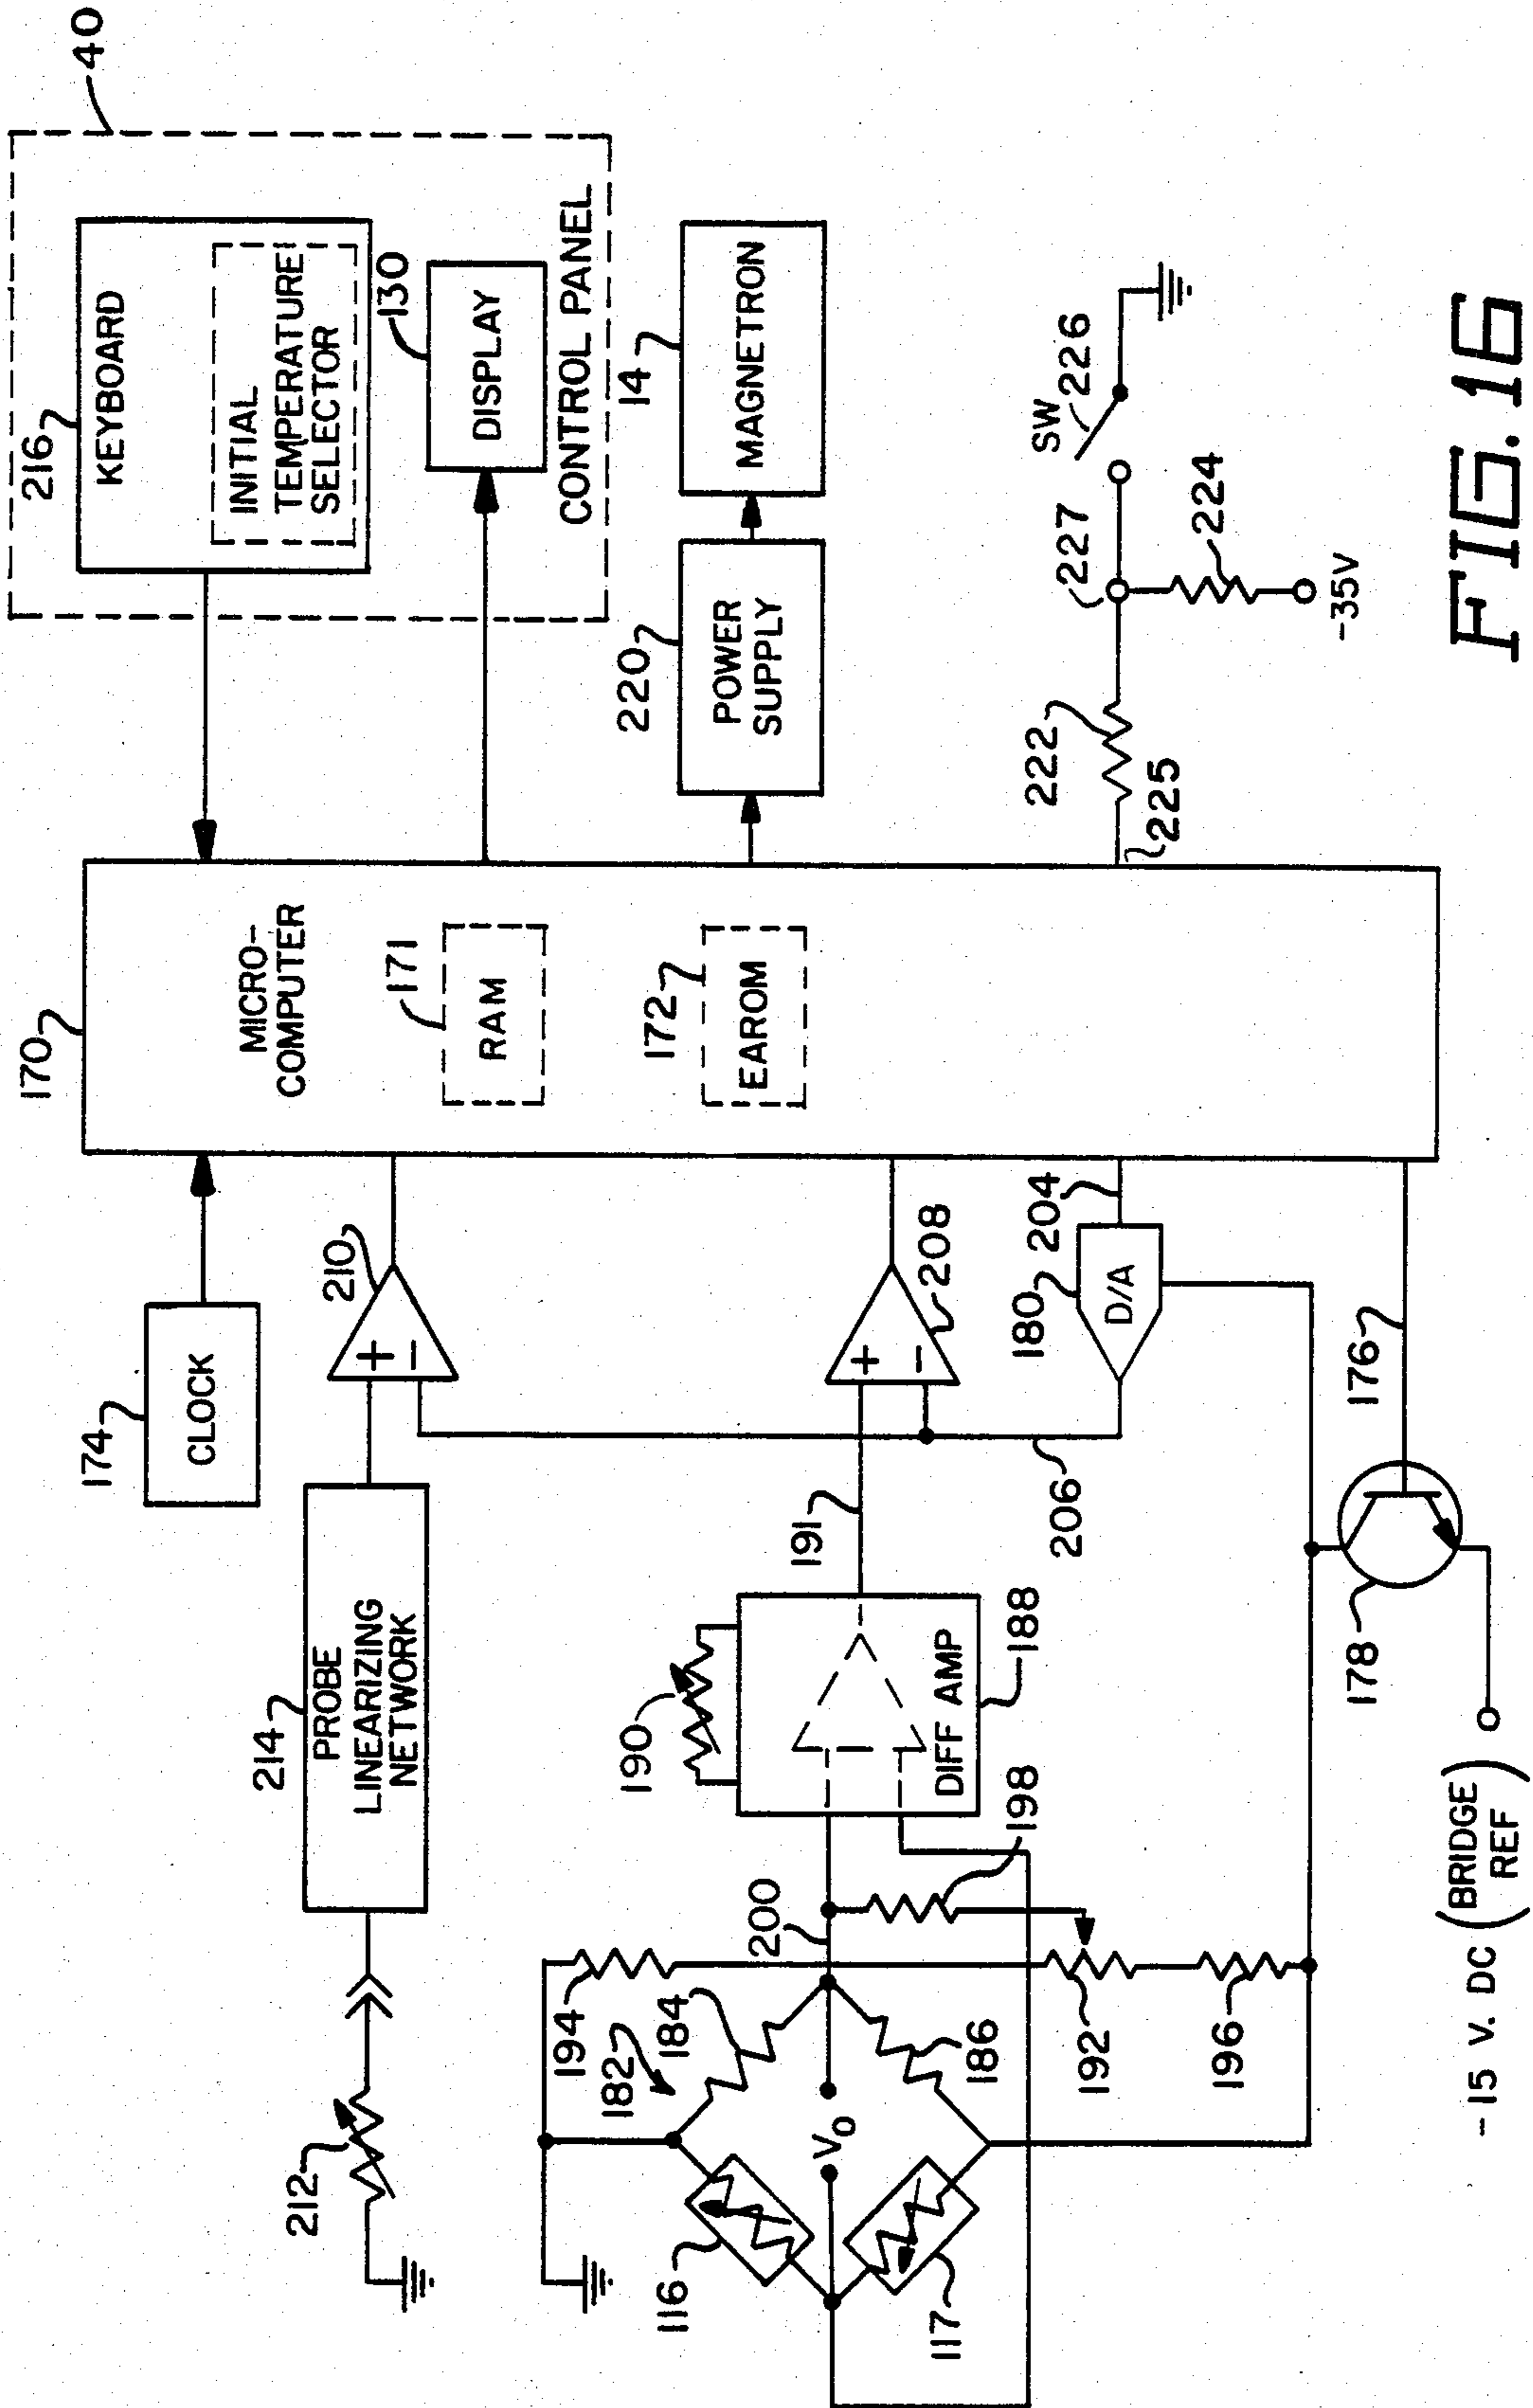 40
216
KEYBOARD
INITIAL
TEMPERATURE
SELECTOR
130
DISPLAY
CONTROL PANEL
14
MAGNETRON
220
POWER
SUPPLY
SW
226
227
224
-35V
222
225
170
MICRO-
COMPUTER
171
RAM
172
EAROM
174
CLOCK
210
+
-
208
+
-
204
180
D/A
176
206
191
178
214
PROBE
LINEARIZING
NETWORK
190
DIFF AMP
188
198
200
212
194
182
184
186
192
196
V0
116
117
-15 V. DC (BRIDGE
REF)
FIG. 16